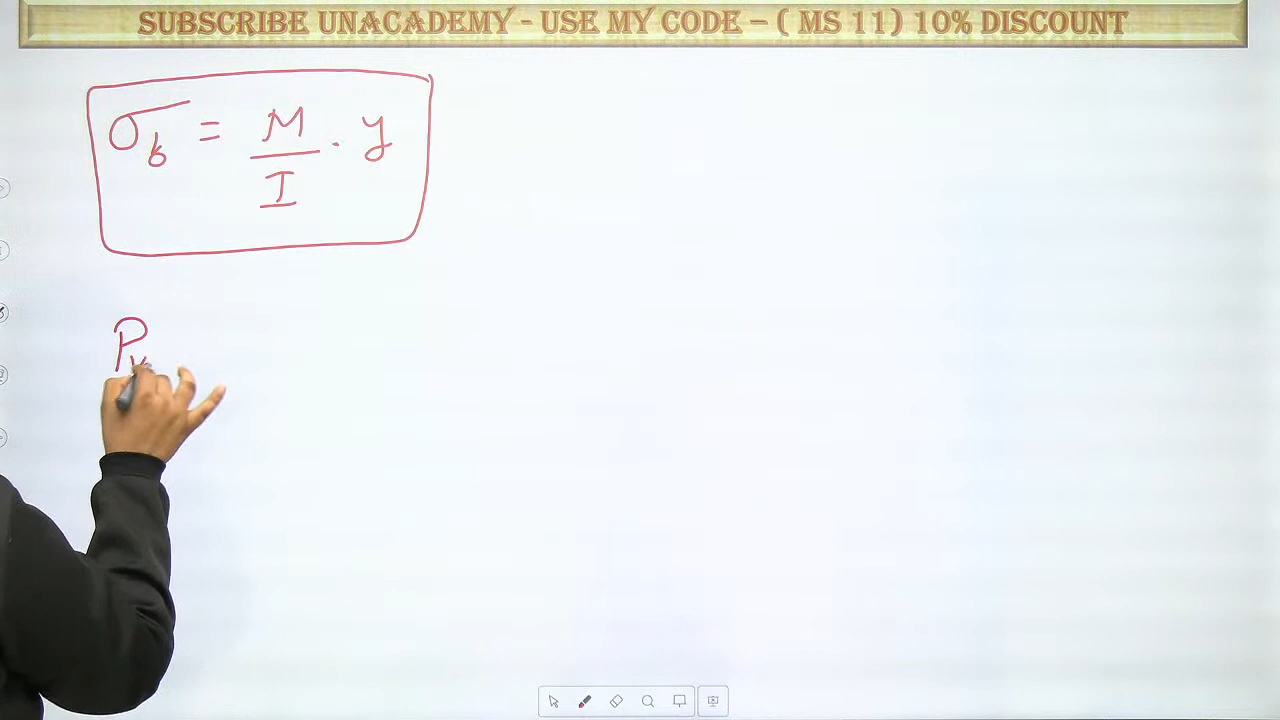 SUBSCRIBE UNACADEMY - USE MY CODE – ( MS 11) 10% DISCOUNT
σb = M/I . y
P